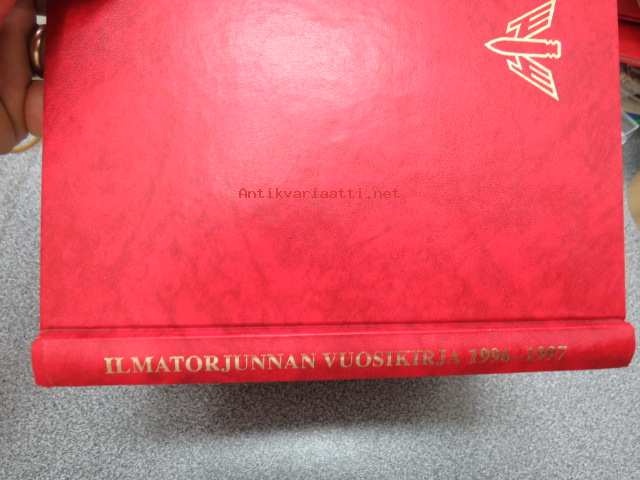 Antikvariaatti.net
ILMATORJUNNAN VUOSIKIRJA 1996-1997